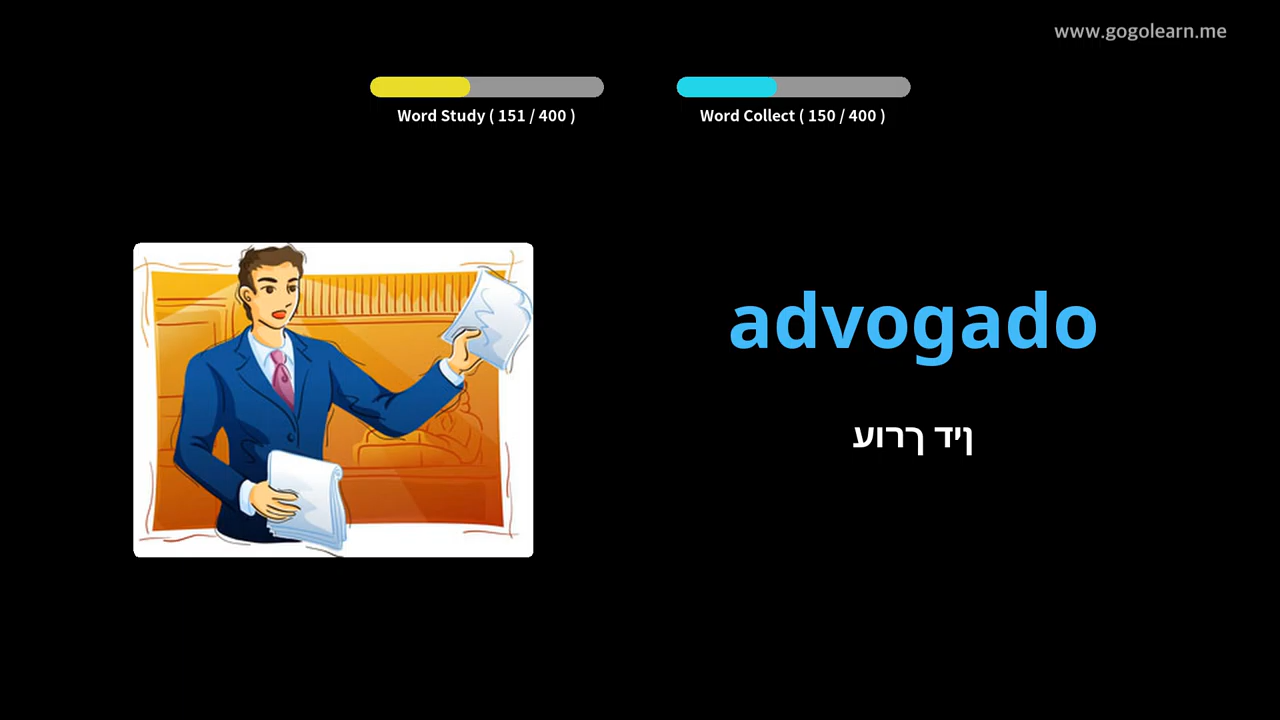 www.gogolearn.me
Word Study ( 151 / 400 )
Word Collect ( 150 / 400 )
advogado
עורך דין